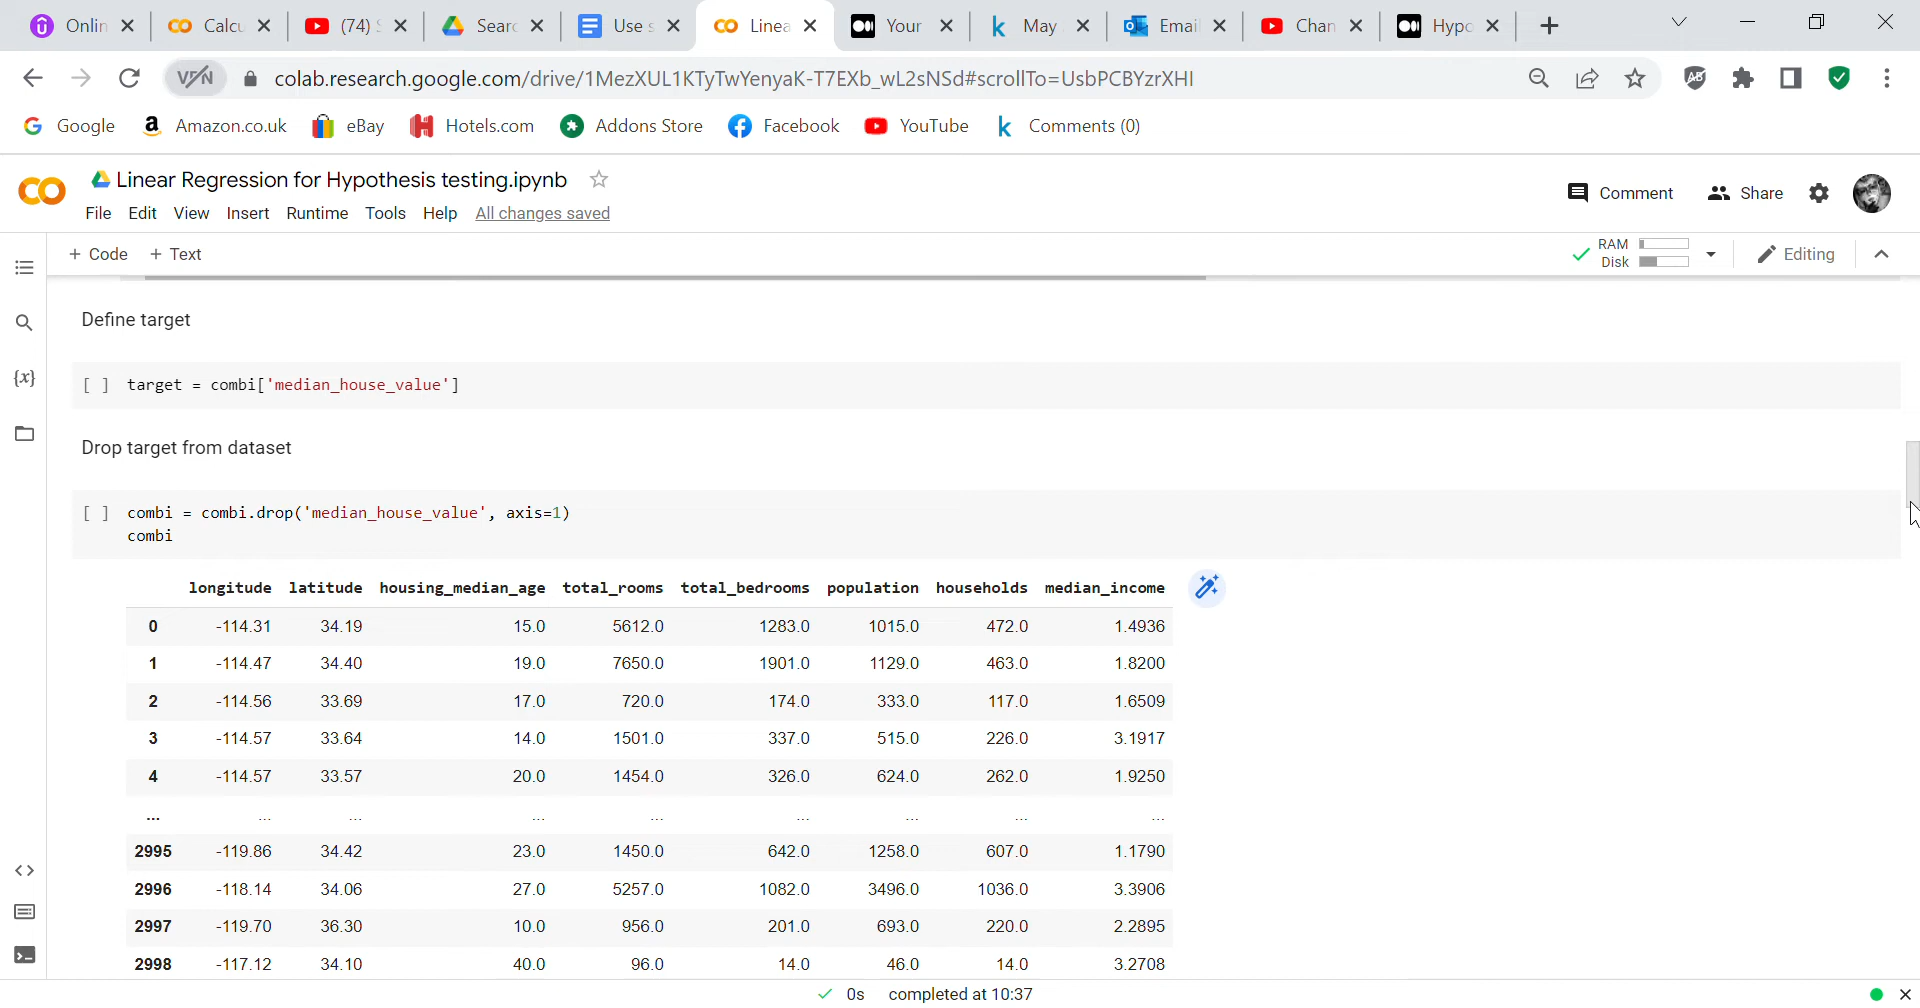 Onlin
Calcu
(74)
Searc
Use s
Linea
Your
May
Email
Chan
Hypo
VPN
colab.research.google.com/drive/1MezXUL1KTyTwYenyaK-T7EXb_wL2sNSd#scrollTo=UsbPCBYzrXHI
Google
Amazon.co.uk
eBay
Hotels.com
Addons Store
Facebook
YouTube
Comments (0)
Linear Regression for Hypothesis testing.ipynb
Comment
Share
File Edit View Insert Runtime Tools Help All changes saved
+ Code + Text
RAM
Disk
Editing
Define target
[ ] target = combi['median_house_value']
Drop target from dataset
[ ] combi = combi.drop('median_house_value', axis=1)
combi
longitude latitude housing_median_age total_rooms total_bedrooms population households median_income
0 -114.31 34.19 15.0 5612.0 1283.0 1015.0 472.0 1.4936
1 -114.47 34.40 19.0 7650.0 1901.0 1129.0 463.0 1.8200
2 -114.56 33.69 17.0 720.0 174.0 333.0 117.0 1.6509
3 -114.57 33.64 14.0 1501.0 337.0 515.0 226.0 3.1917
4 -114.57 33.57 20.0 1454.0 326.0 624.0 262.0 1.9250
... ... ... ... ... ... ... ... ...
2995 -119.86 34.42 23.0 1450.0 642.0 1258.0 607.0 1.1790
2996 -118.14 34.06 27.0 5257.0 1082.0 3496.0 1036.0 3.3906
2997 -119.70 36.30 10.0 956.0 201.0 693.0 220.0 2.2895
2998 -117.12 34.10 40.0 96.0 14.0 46.0 14.0 3.2708
0s completed at 10:37